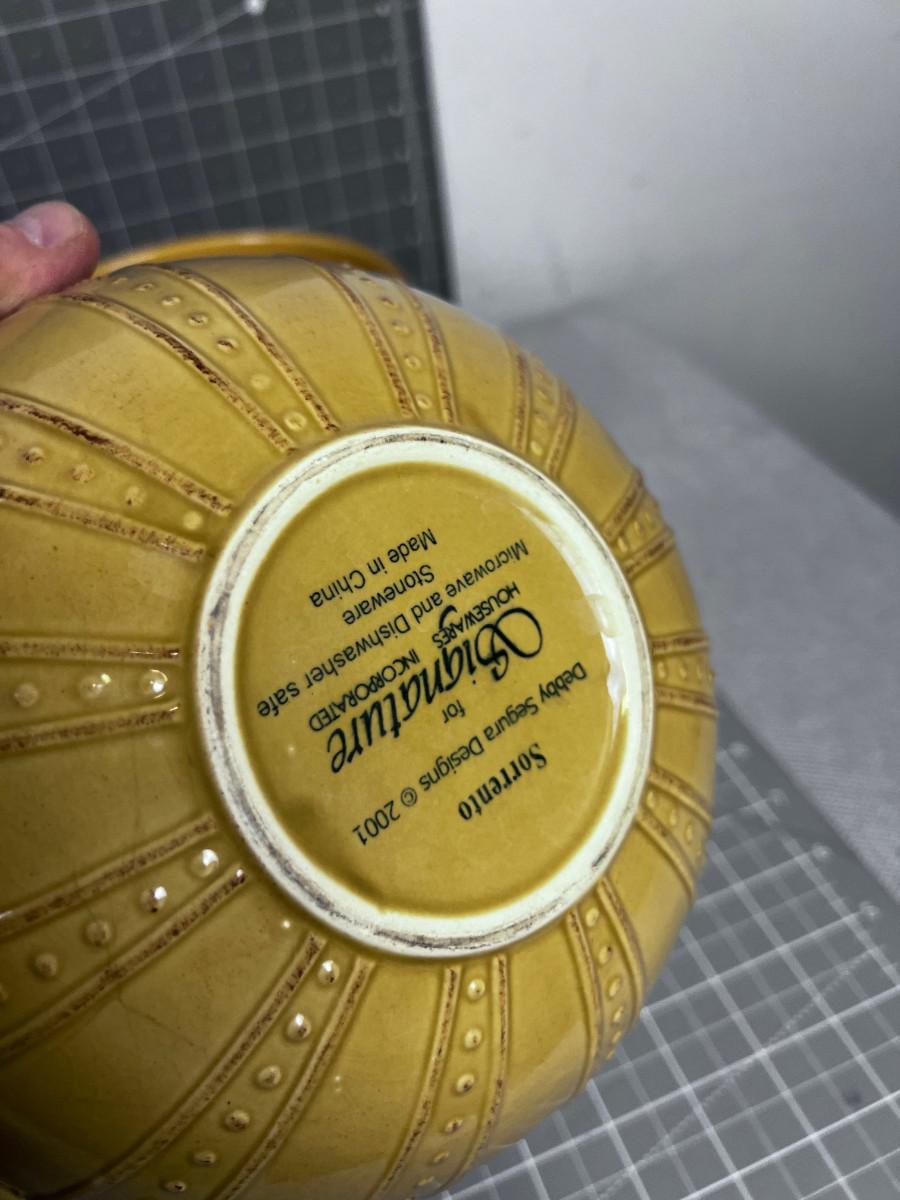 Sorrento
Debby Segura Designs © 2001
for
Signature
HOUSEWARES INCORPORATED
Microwave and Dishwasher safe
Stoneware
Made in China